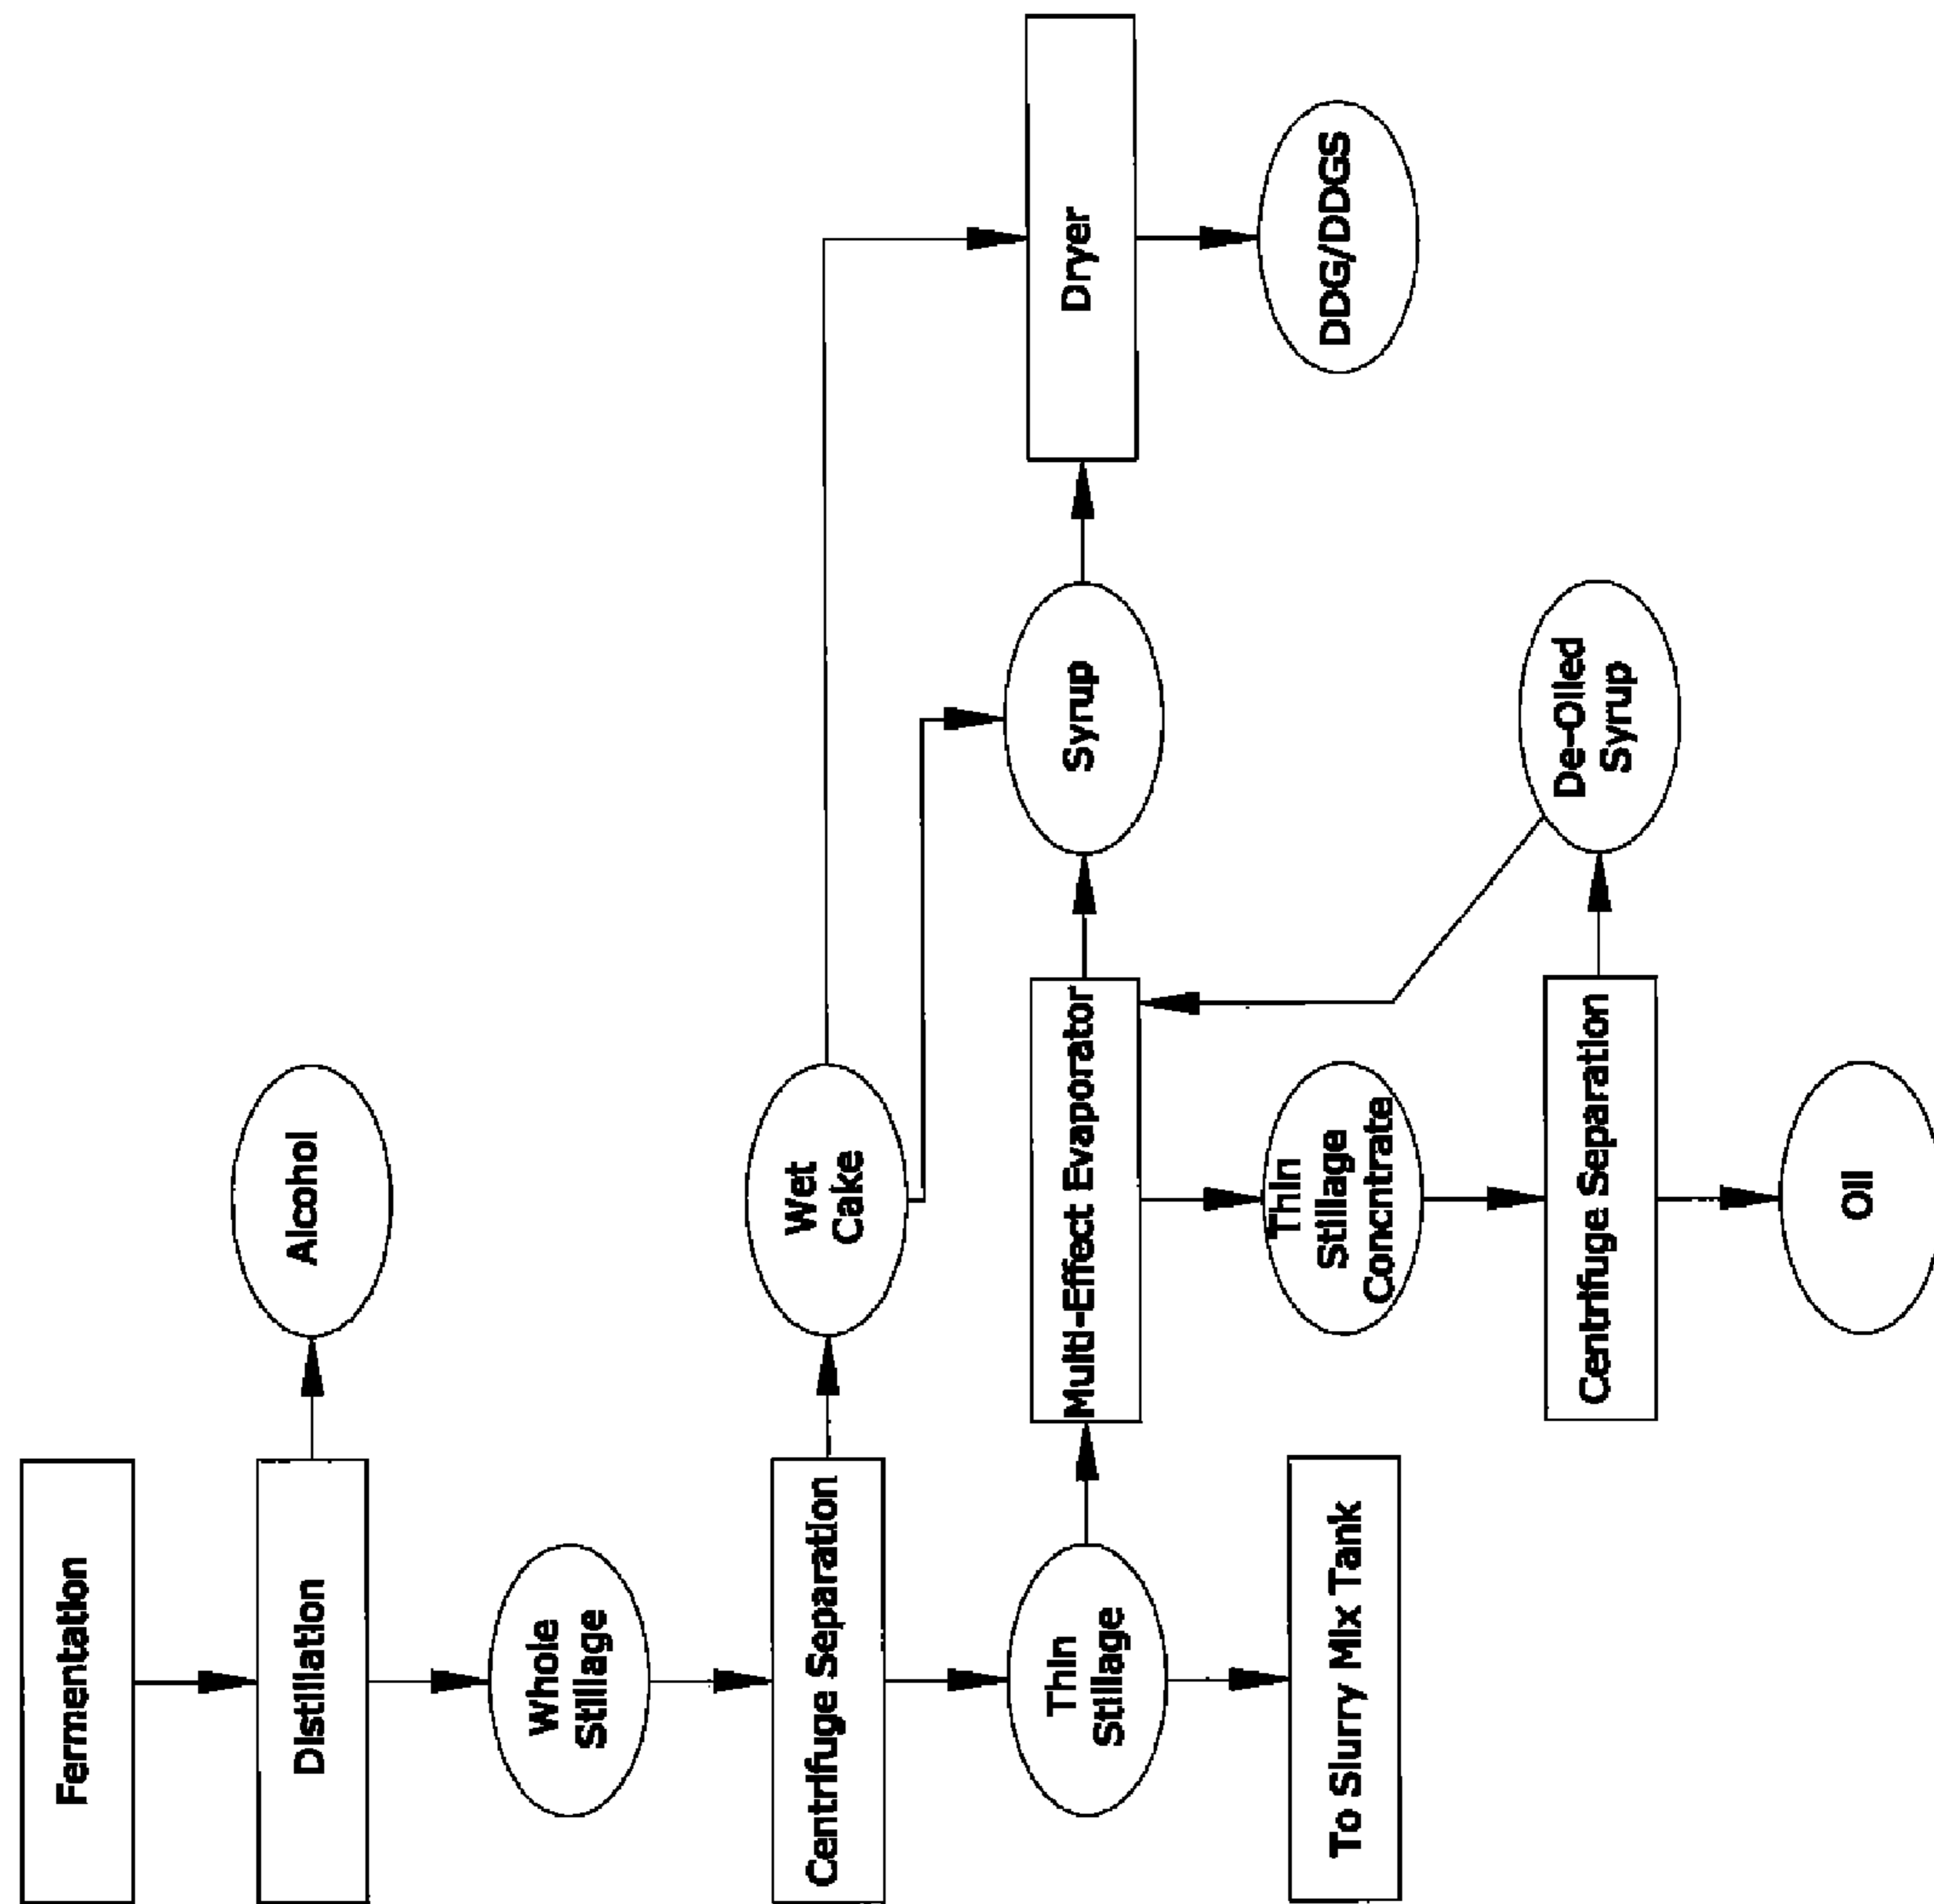 Fermentation
Distillation
Alcohol
Whole
Stillage
Centrifuge Separation
Wet
Cake
Thin
Stillage
Multi-Effect Evaporator
Syrup
Dryer
To Slurry Mix Tank
Thin
Stillage
Concntrate
DDG/DDGS
Centrifuge Separation
De-Oiled
Syrup
Oil